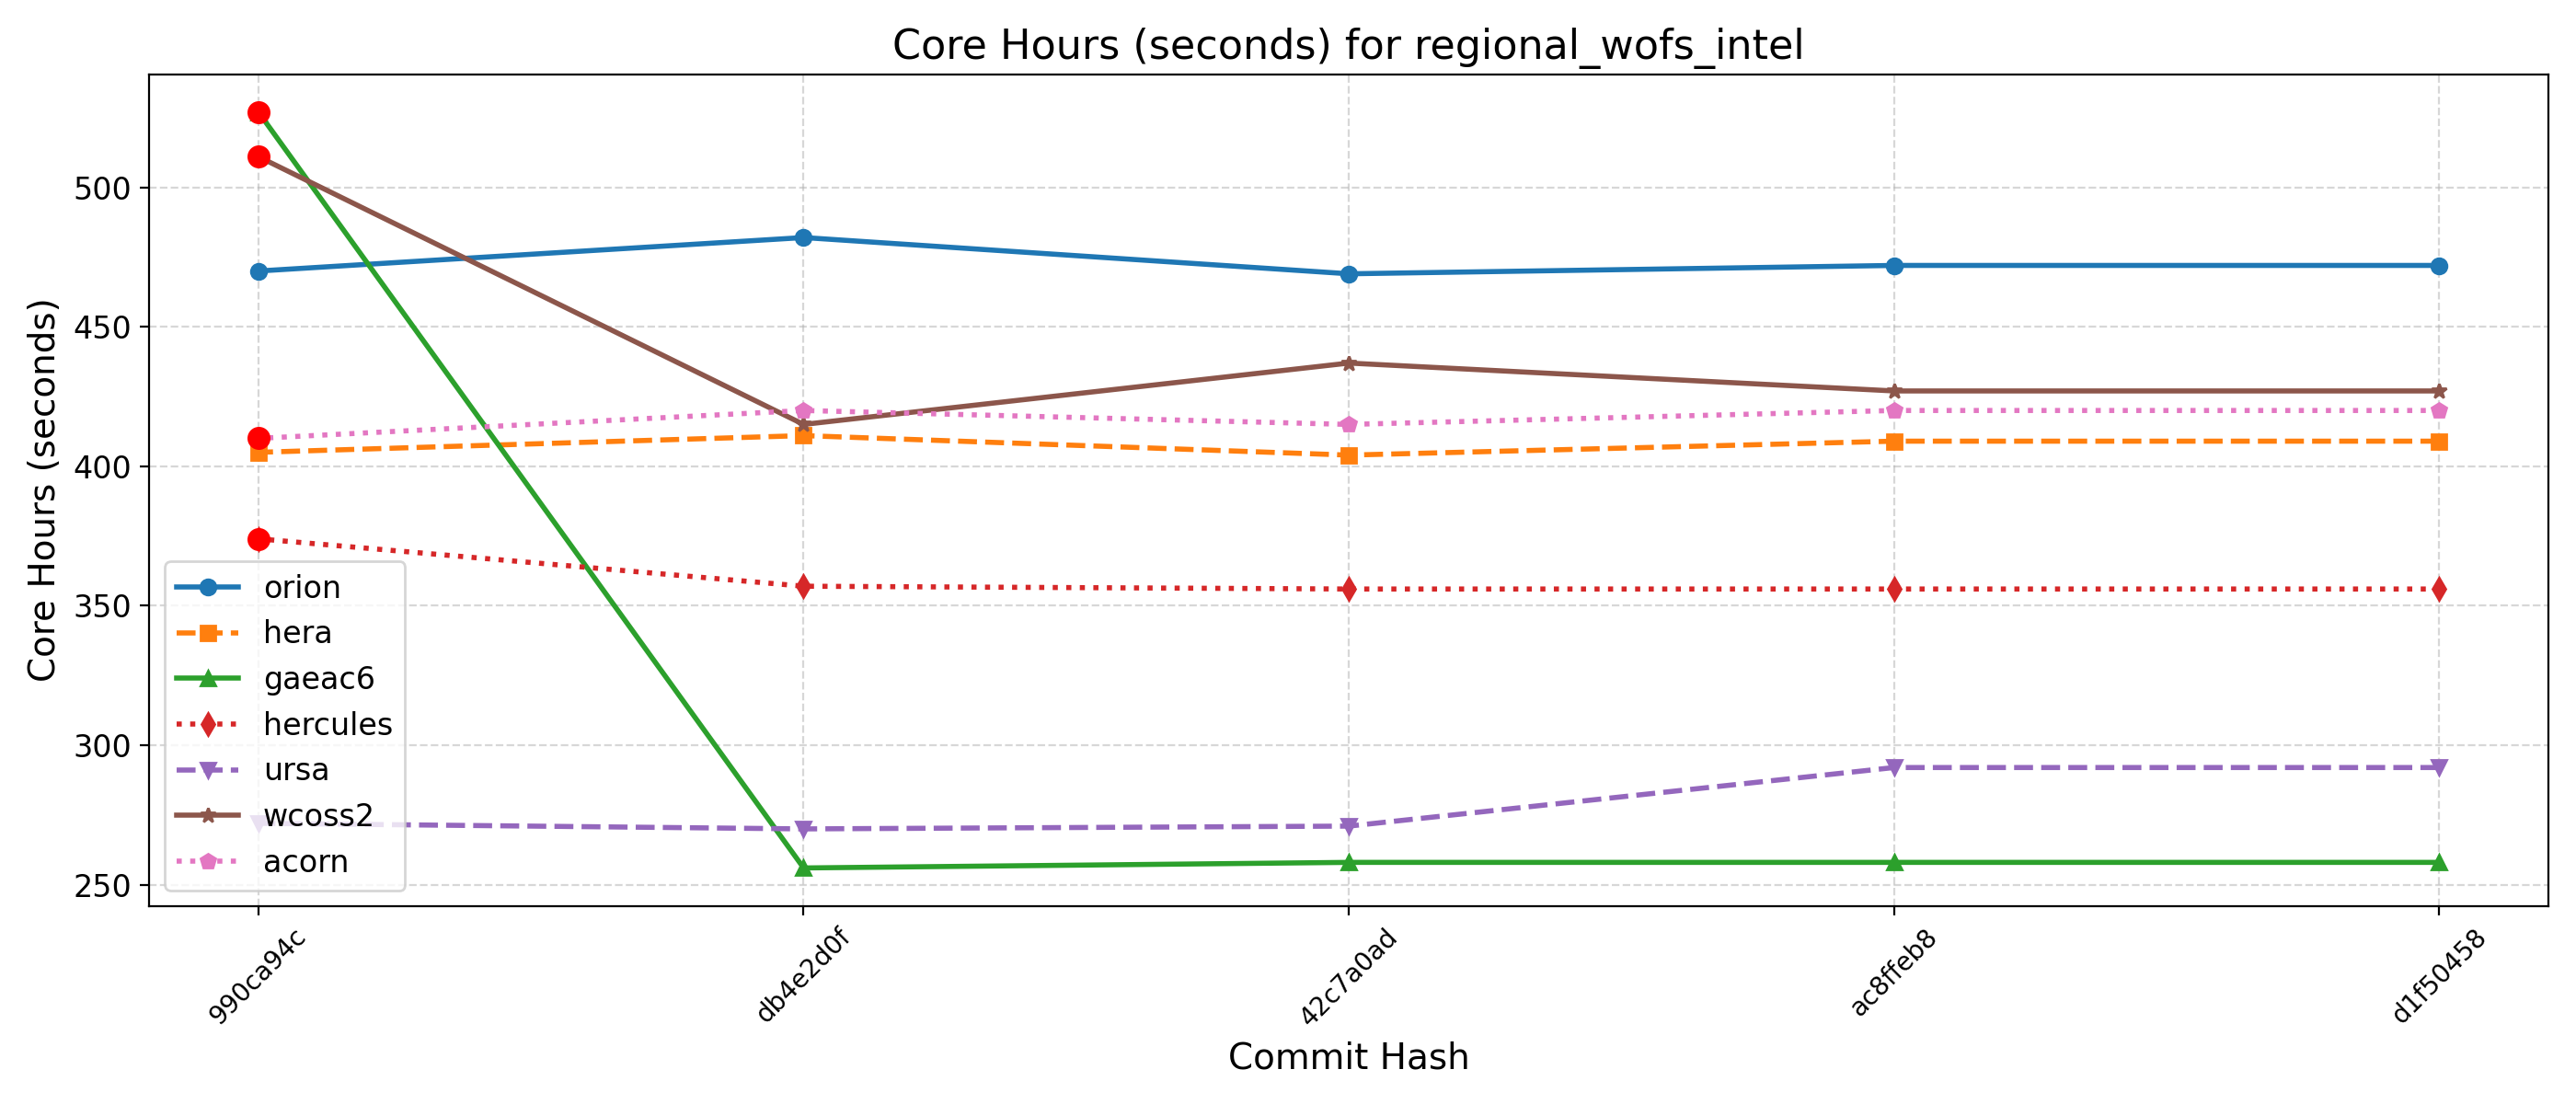 Core Hours (seconds) for regional_wofs_intel
Core Hours (seconds)
500
450
400
350
300
250
orion
hera
gaeac6
hercules
ursa
wcoss2
acorn
990ca94c
db4e2d0f
42c7a0ad
ac8ffeb8
d1f50458
Commit Hash